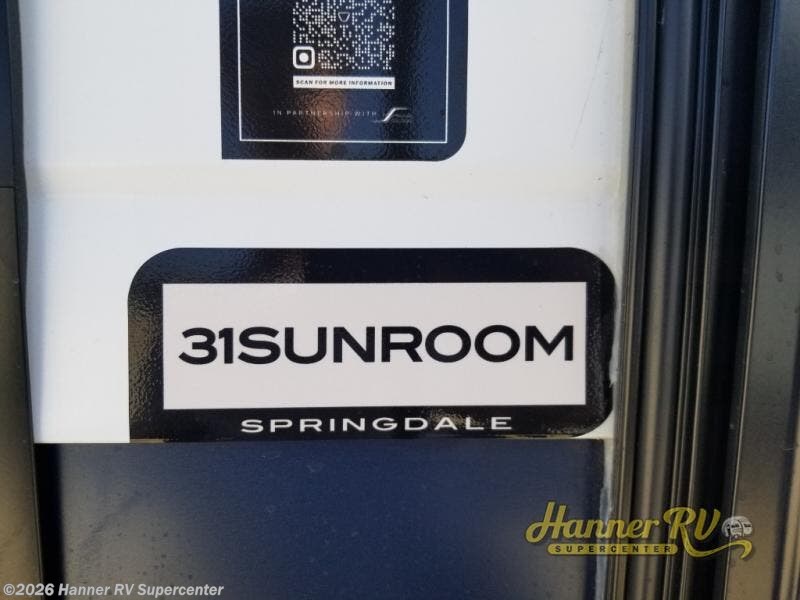 SCAN FOR MORE INFORMATION
IN PARTNERSHIP WITH
31SUNROOM
SPRINGDALE
Hanner RV
SUPERCENTER
©2026 Hanner RV Supercenter